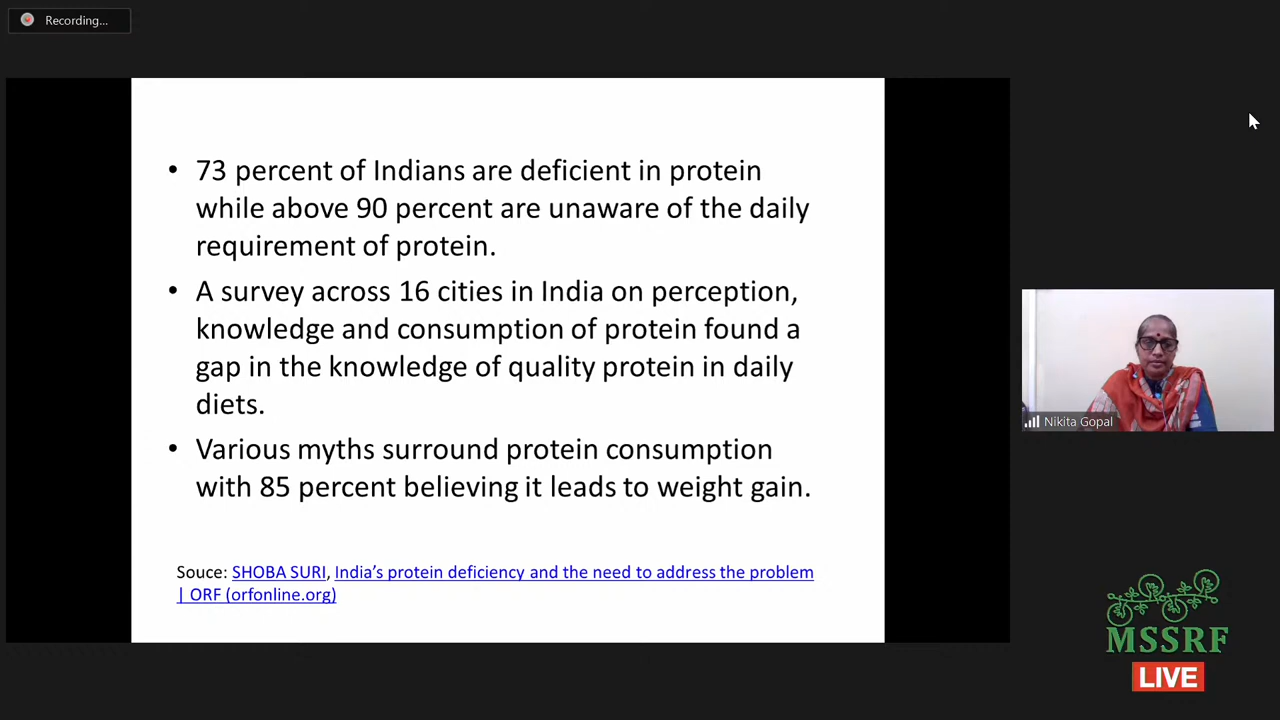 Recording...
• 73 percent of Indians are deficient in protein
while above 90 percent are unaware of the daily
requirement of protein.
• A survey across 16 cities in India on perception,
knowledge and consumption of protein found a
gap in the knowledge of quality protein in daily
diets.
• Various myths surround protein consumption
with 85 percent believing it leads to weight gain.
Souce: SHOBA SURI, India’s protein deficiency and the need to address the problem
| ORF (orfonline.org)
Nikita Gopal
MSSRF
LIVE